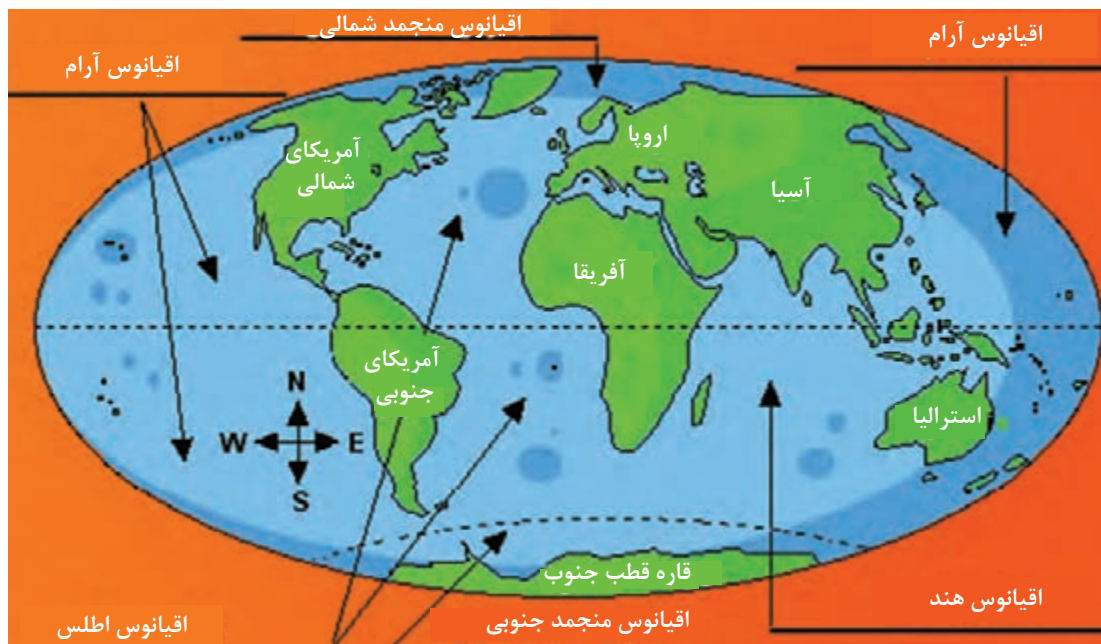 اقیانوس منجمد شمالی
اقیانوس آرام
اقیانوس آرام
آمریکای
شمالی
اروپا
آسیا
آفریقا
آمریکای
جنوبی
استرالیا
N
W E
S
قاره قطب جنوب
اقیانوس هند
اقیانوس منجمد جنوبی
اقیانوس اطلس